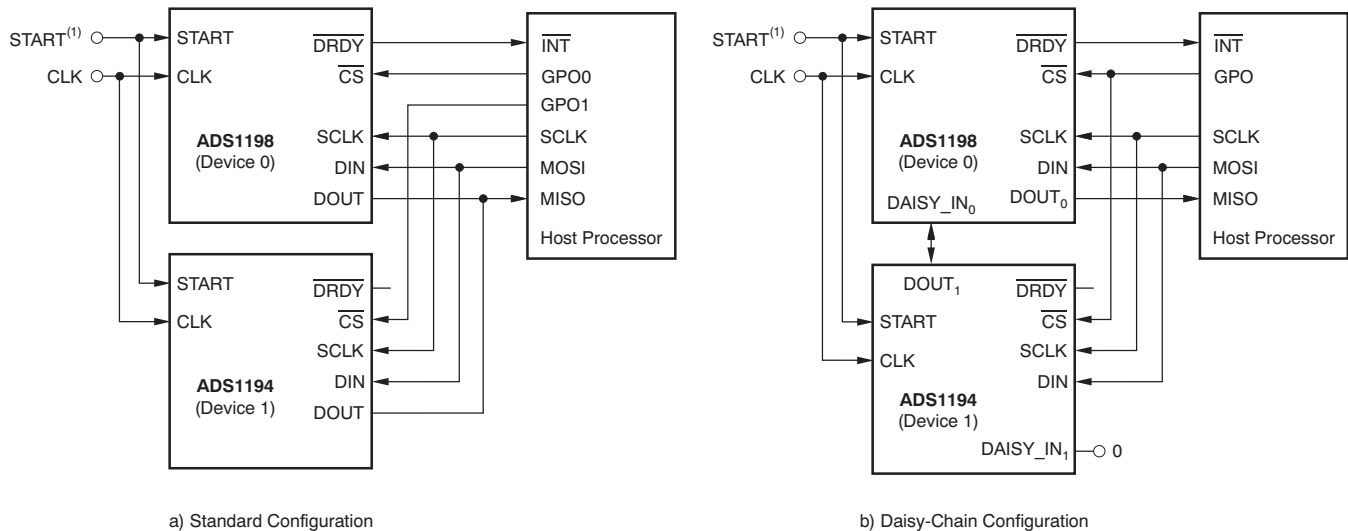 START(1)
CLK
START
CLK
DRDY
CS
SCLK
DIN
DOUT
ADS1198
(Device 0)
INT
GPO0
GPO1
SCLK
MOSI
MISO
Host Processor
START
CLK
DRDY
CS
SCLK
DIN
DOUT
ADS1194
(Device 1)
a) Standard Configuration
START(1)
CLK
START
CLK
DRDY
CS
SCLK
DIN
DOUT0
DAISY_IN0
ADS1198
(Device 0)
INT
GPO
SCLK
MOSI
MISO
Host Processor
DOUT1
START
CLK
DRDY
CS
SCLK
DIN
ADS1194
(Device 1)
DAISY_IN1
0
b) Daisy-Chain Configuration